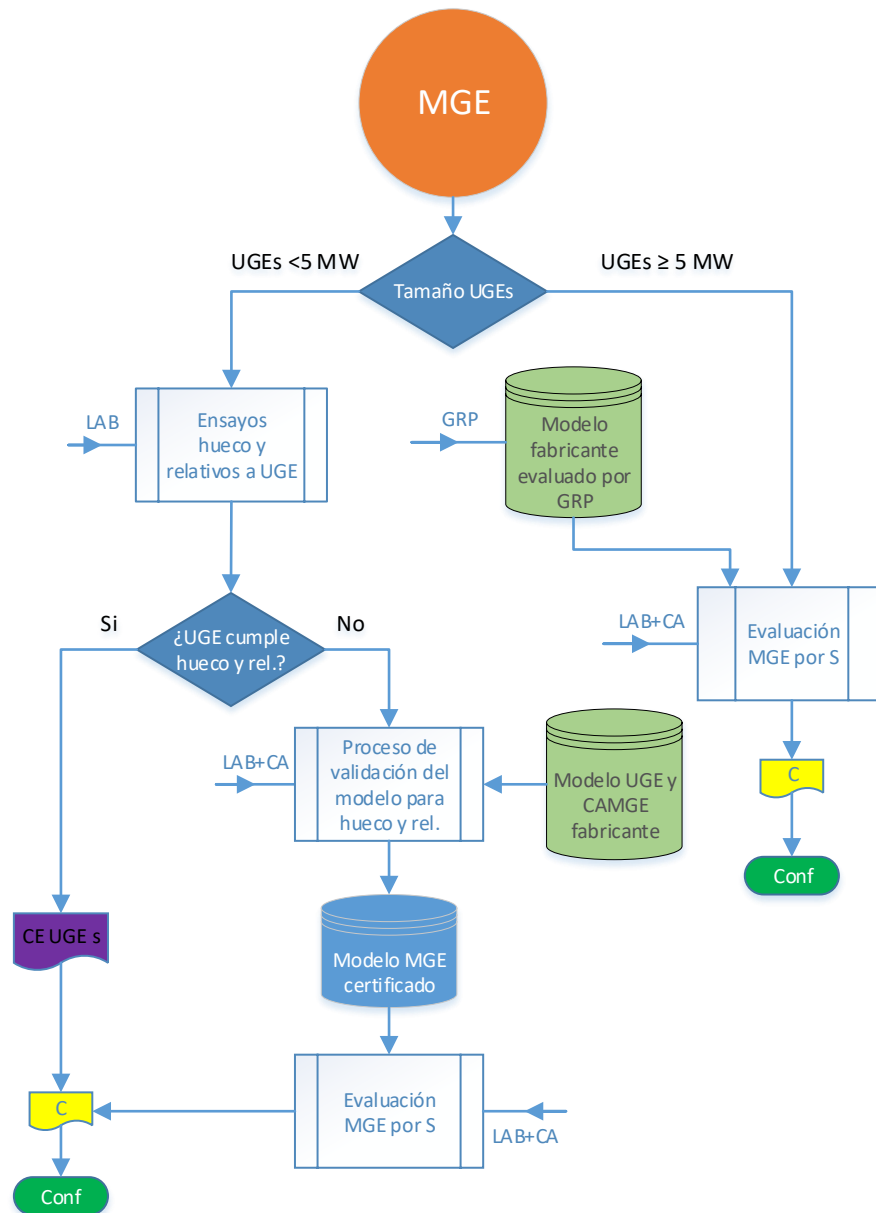 MGE
UGEs <5 MW
UGEs ≥ 5 MW
Tamaño UGEs
LAB
Ensayos
hueco y
relativos a UGE
GRP
Modelo
fabricante
evaluado por
GRP
Si
¿UGE cumple
hueco y rel.?
No
LAB+CA
Evaluación
MGE por S
LAB+CA
Proceso de
validación del
modelo para
hueco y rel.
Modelo UGE y
CAMGE
fabricante
C
Conf
CE UGE s
Modelo MGE
certificado
C
Evaluación
MGE por S
LAB+CA
Conf